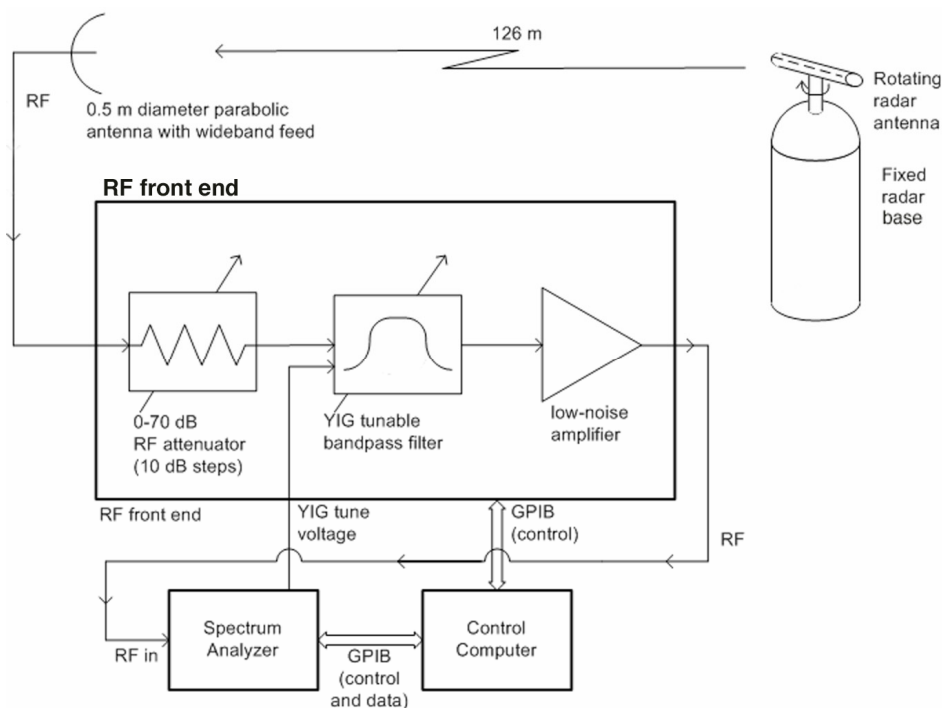 126 m
RF
0.5 m diameter parabolic
antenna with wideband feed
Rotating
radar
antenna
Fixed
radar
base
RF front end
0-70 dB
RF attenuator
(10 dB steps)
YIG tunable
bandpass filter
low-noise
amplifier
RF front end
YIG tune
voltage
GPIB
(control)
RF
RF in
Spectrum
Analyzer
GPIB
(control
and data)
Control
Computer